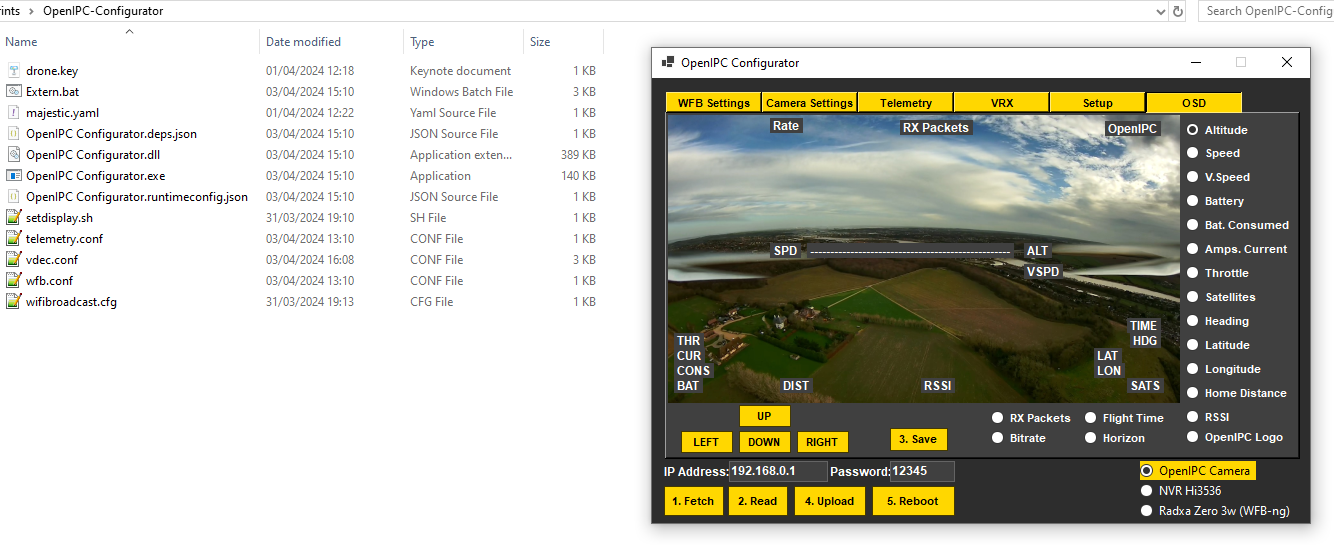 rints > OpenIPC-Configurator
Search OpenIPC-Config
Name Date modified Type Size
drone.key 01/04/2024 12:18 Keynote document 1 KB
Extern.bat 03/04/2024 15:10 Windows Batch File 3 KB
majestic.yaml 01/04/2024 12:22 Yaml Source File 1 KB
OpenIPC Configurator.deps.json 03/04/2024 15:10 JSON Source File 1 KB
OpenIPC Configurator.dll 03/04/2024 15:10 Application exten... 389 KB
OpenIPC Configurator.exe 03/04/2024 15:10 Application 140 KB
OpenIPC Configurator.runtimeconfig.json 03/04/2024 15:10 JSON Source File 1 KB
setdisplay.sh 31/03/2024 19:10 SH File 1 KB
telemetry.conf 03/04/2024 13:10 CONF File 1 KB
vdec.conf 03/04/2024 16:08 CONF File 3 KB
wfb.conf 03/04/2024 13:10 CONF File 1 KB
wifibroadcast.cfg 31/03/2024 19:13 CFG File 1 KB
OpenIPC Configurator
WFB Settings Camera Settings Telemetry VRX Setup OSD
Rate RX Packets OpenIPC
SPD ALT
VSPD
TIME
HDG
THR
CUR
CONS
BAT
LAT
LON
DIST RSSI SATS
Altitude
Speed
V.Speed
Battery
Bat. Consumed
Amps. Current
Throttle
Satellites
Heading
Latitude
Longitude
Home Distance
RSSI
OpenIPC Logo
RX Packets Flight Time
Bitrate Horizon
UP
LEFT DOWN RIGHT 3. Save
IP Address: 192.168.0.1 Password: 12345
1. Fetch 2. Read 4. Upload 5. Reboot
OpenIPC Camera
NVR Hi3536
Radxa Zero 3w (WFB-ng)